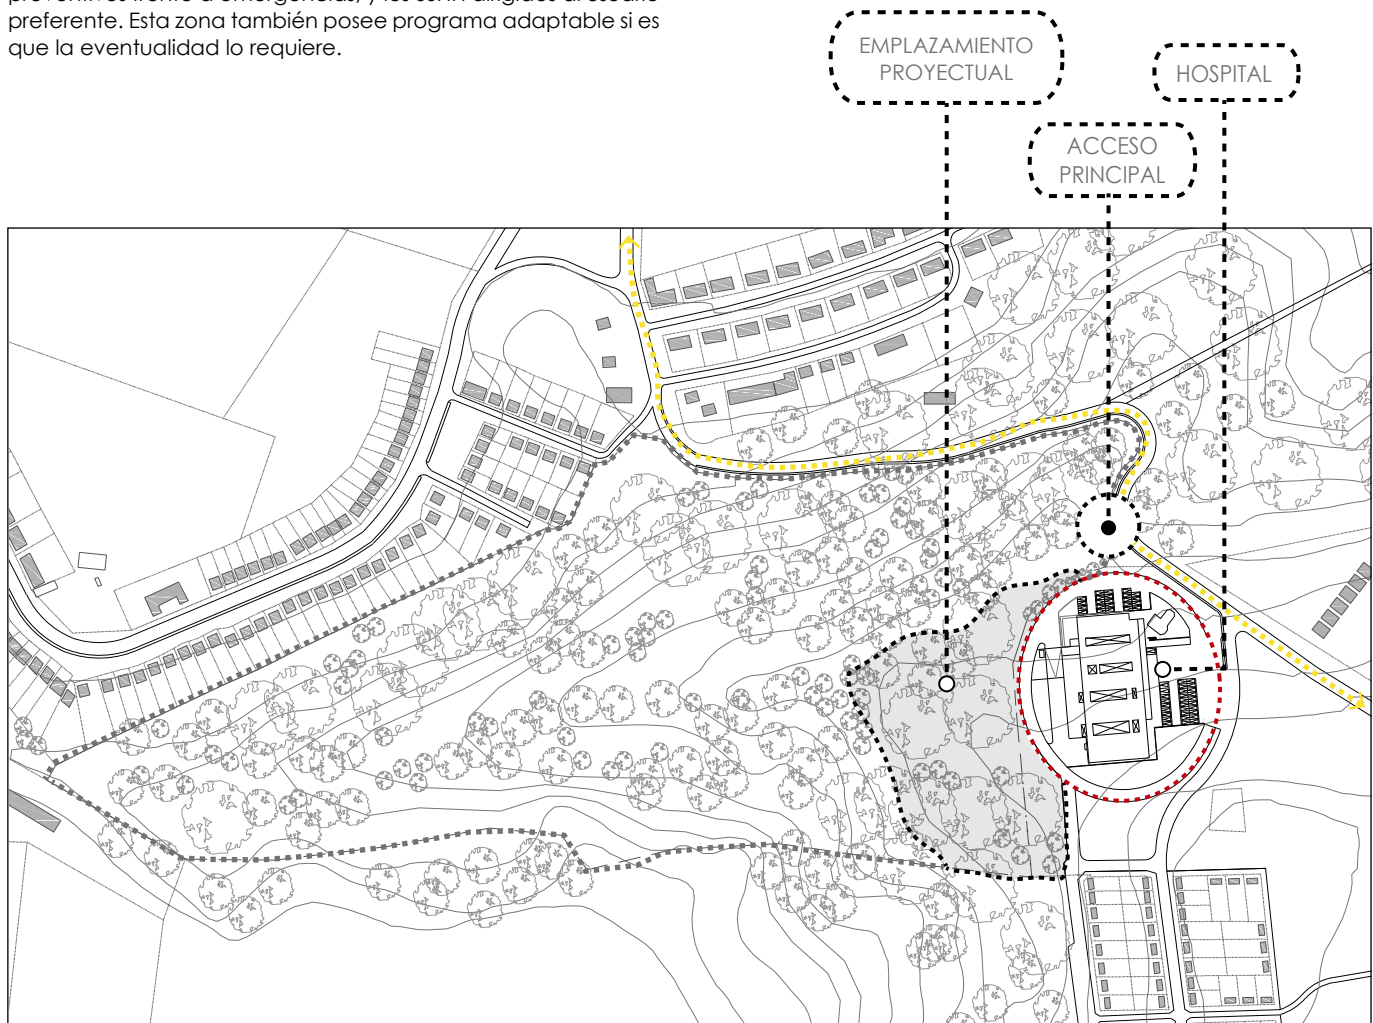 preferente. Esta zona también posee programa adaptable si es
que la eventualidad lo requiere.
EMPLAZAMIENTO
PROYECTUAL
HOSPITAL
ACCESO
PRINCIPAL